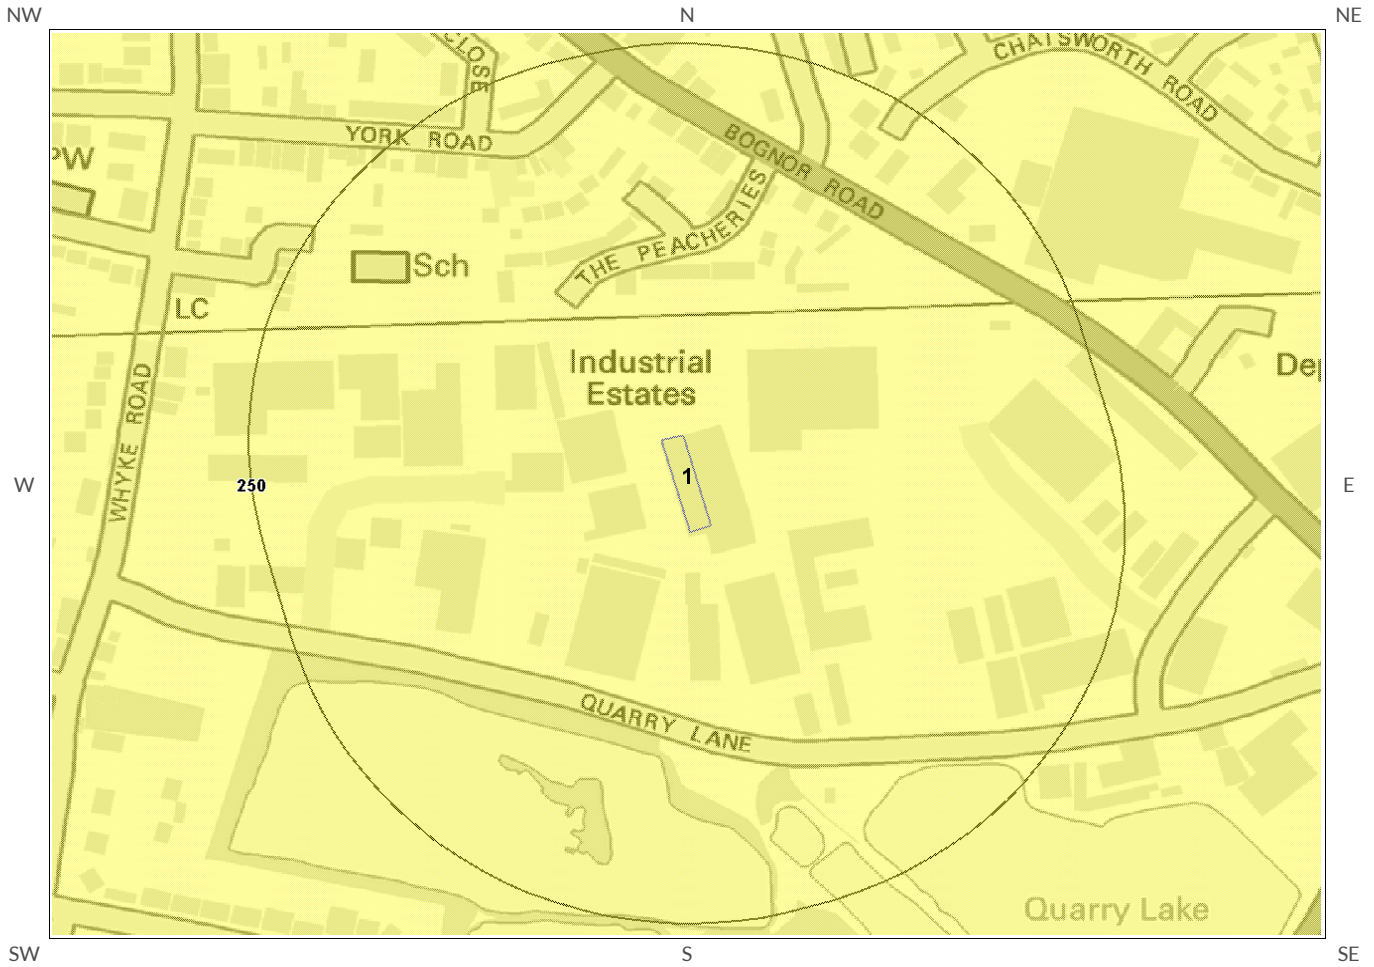 NW
N
NE
CLOSE
CHATSWORTH ROAD
YORK ROAD
BOGNOR ROAD
PW
THE PEACHERIES
Sch
LC
Industrial
Estates
WHYKE ROAD
1
W
250
E
QUARRY LANE
Quarry Lake
SW
S
SE